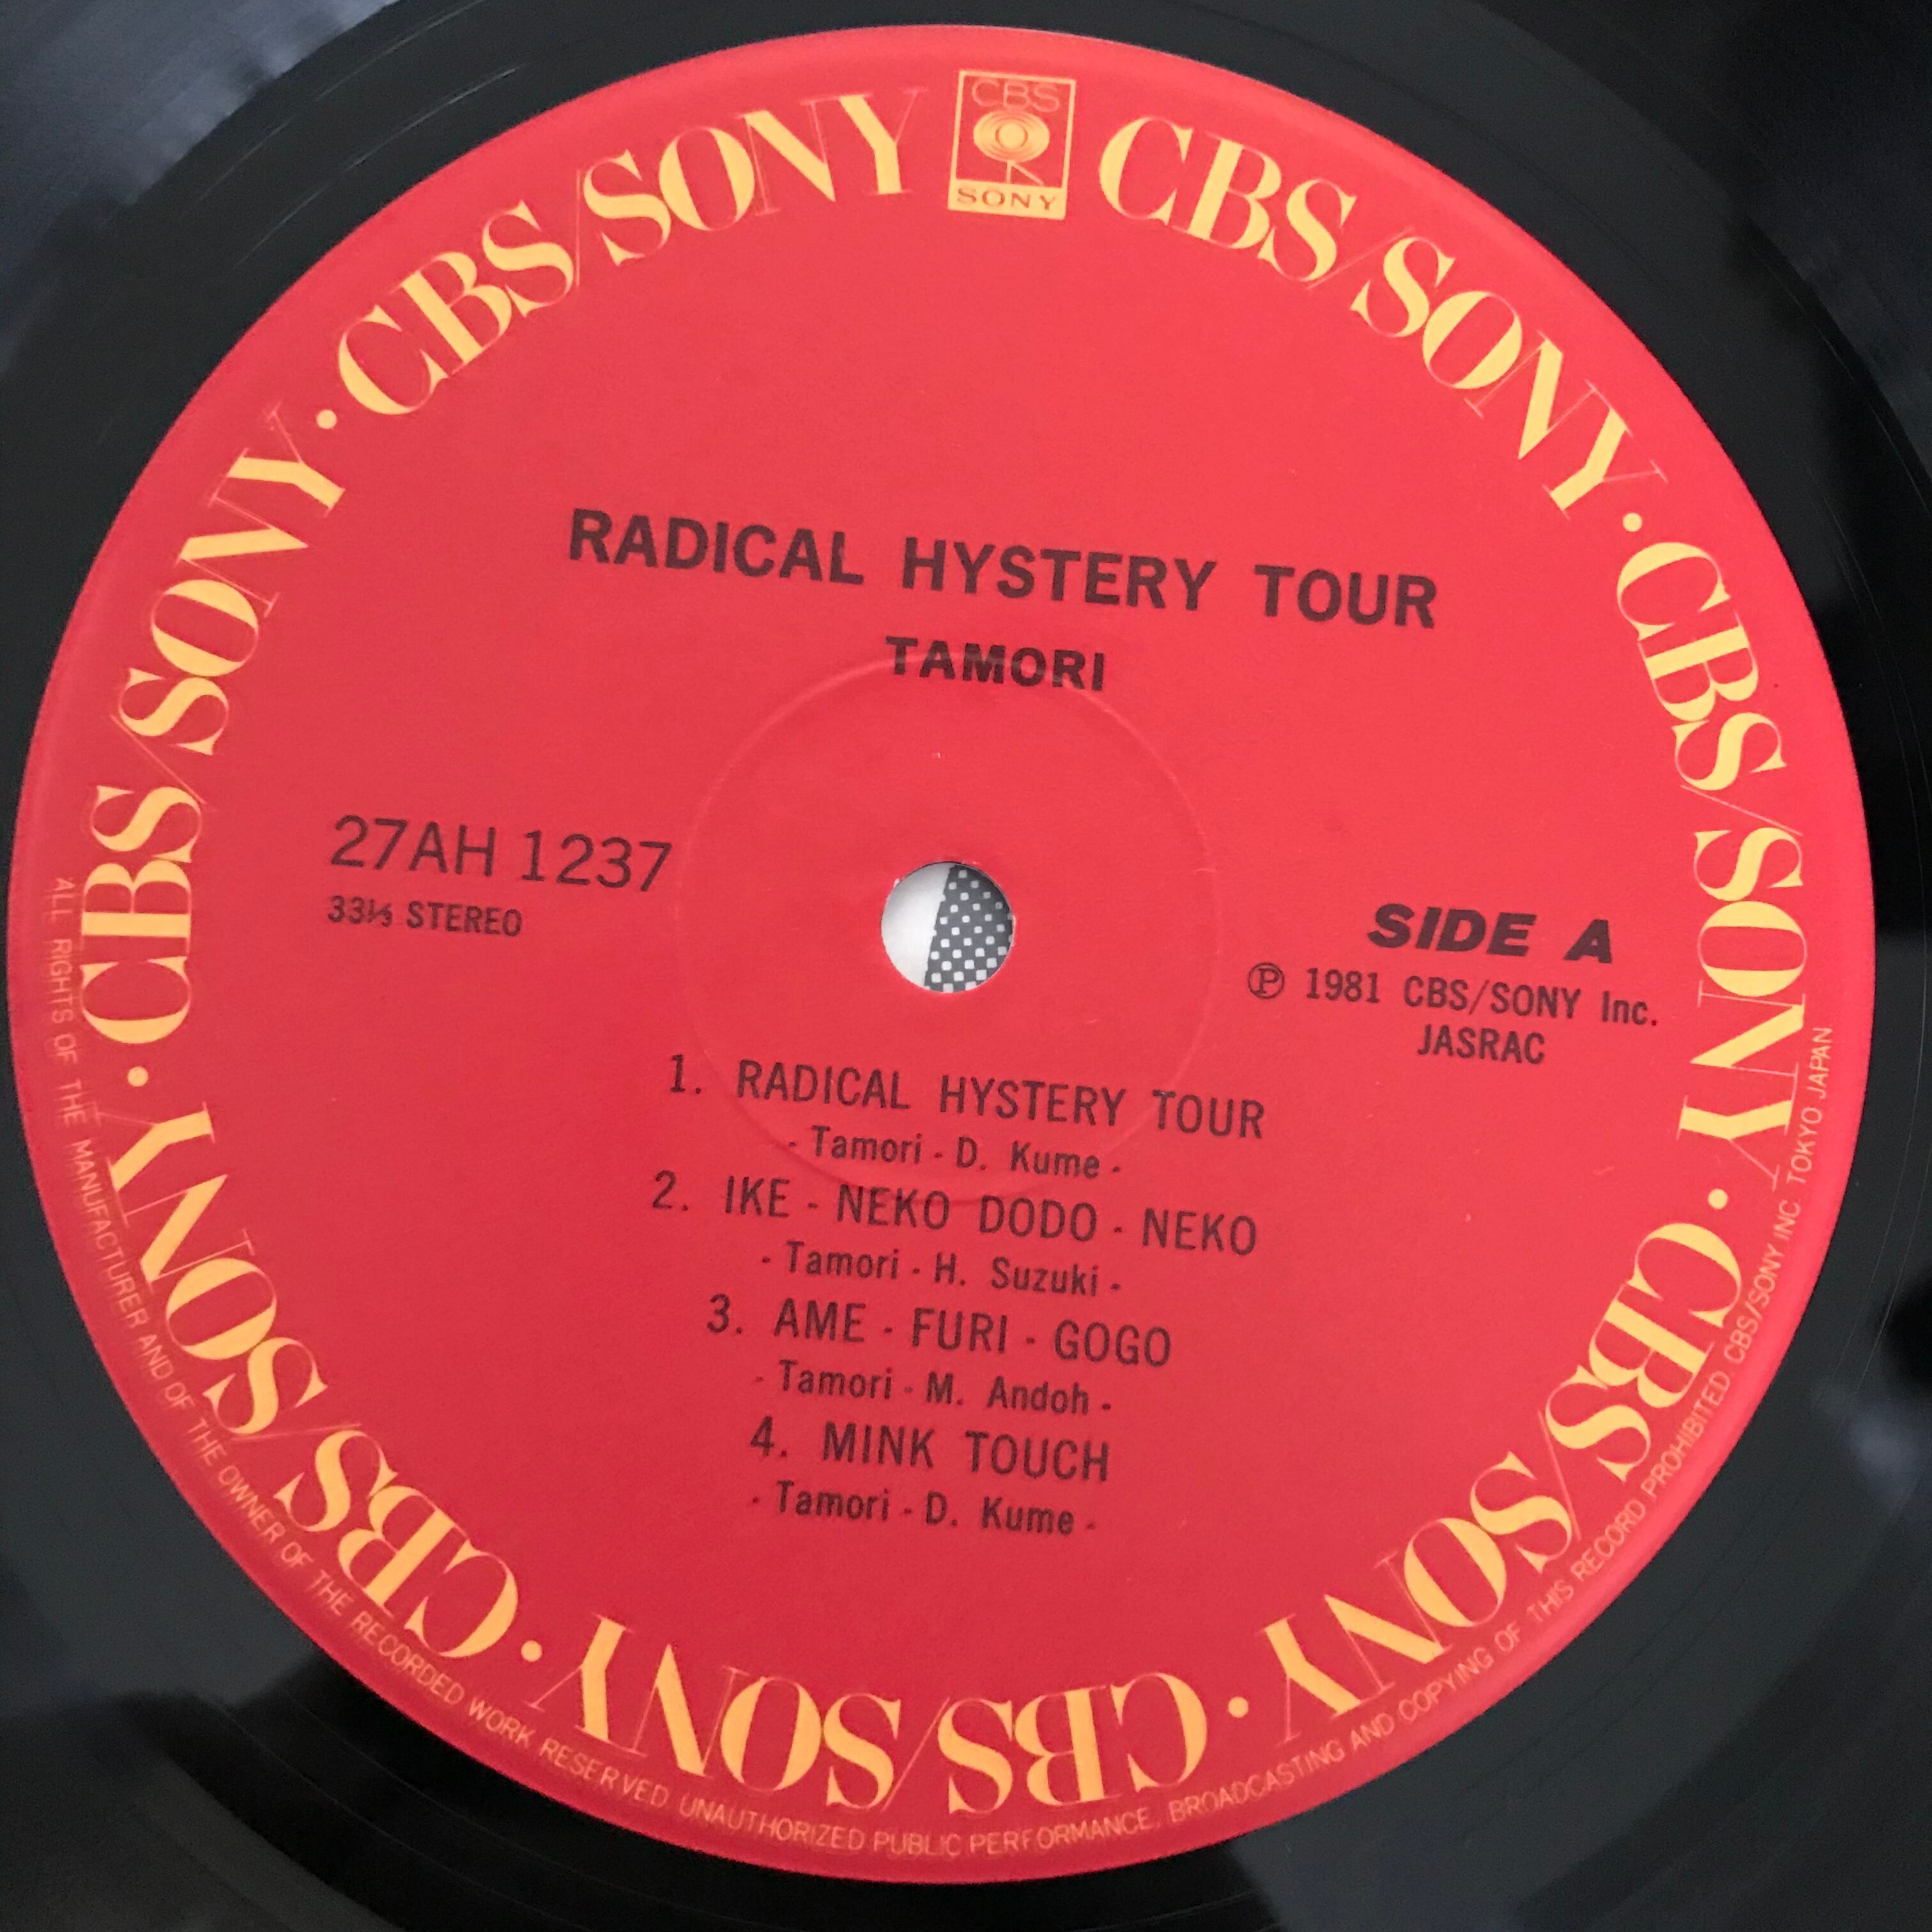 CBS
SONY
CBS/SONY · CBS/SONY · CBS/SONY · CBS/SONY · CBS/SONY · CBS/SONY · CBS/SONY
RADICAL HYSTERY TOUR
TAMORI
27AH 1237
33⅓ STEREO
SIDE A
Ⓟ 1981 CBS/SONY Inc.
JASRAC
1. RADICAL HYSTERY TOUR
- Tamori - D. Kume -
2. IKE - NEKO DODO - NEKO
- Tamori - H. Suzuki -
3. AME - FURI - GOGO
- Tamori - M. Andoh -
4. MINK TOUCH
- Tamori - D. Kume -
ALL RIGHTS OF THE MANUFACTURER AND OF THE OWNER OF THE RECORDED WORK RESERVED UNAUTHORIZED PUBLIC PERFORMANCE, BROADCASTING AND COPYING OF THIS RECORD PROHIBITED CBS/SONY INC TOKYO JAPAN